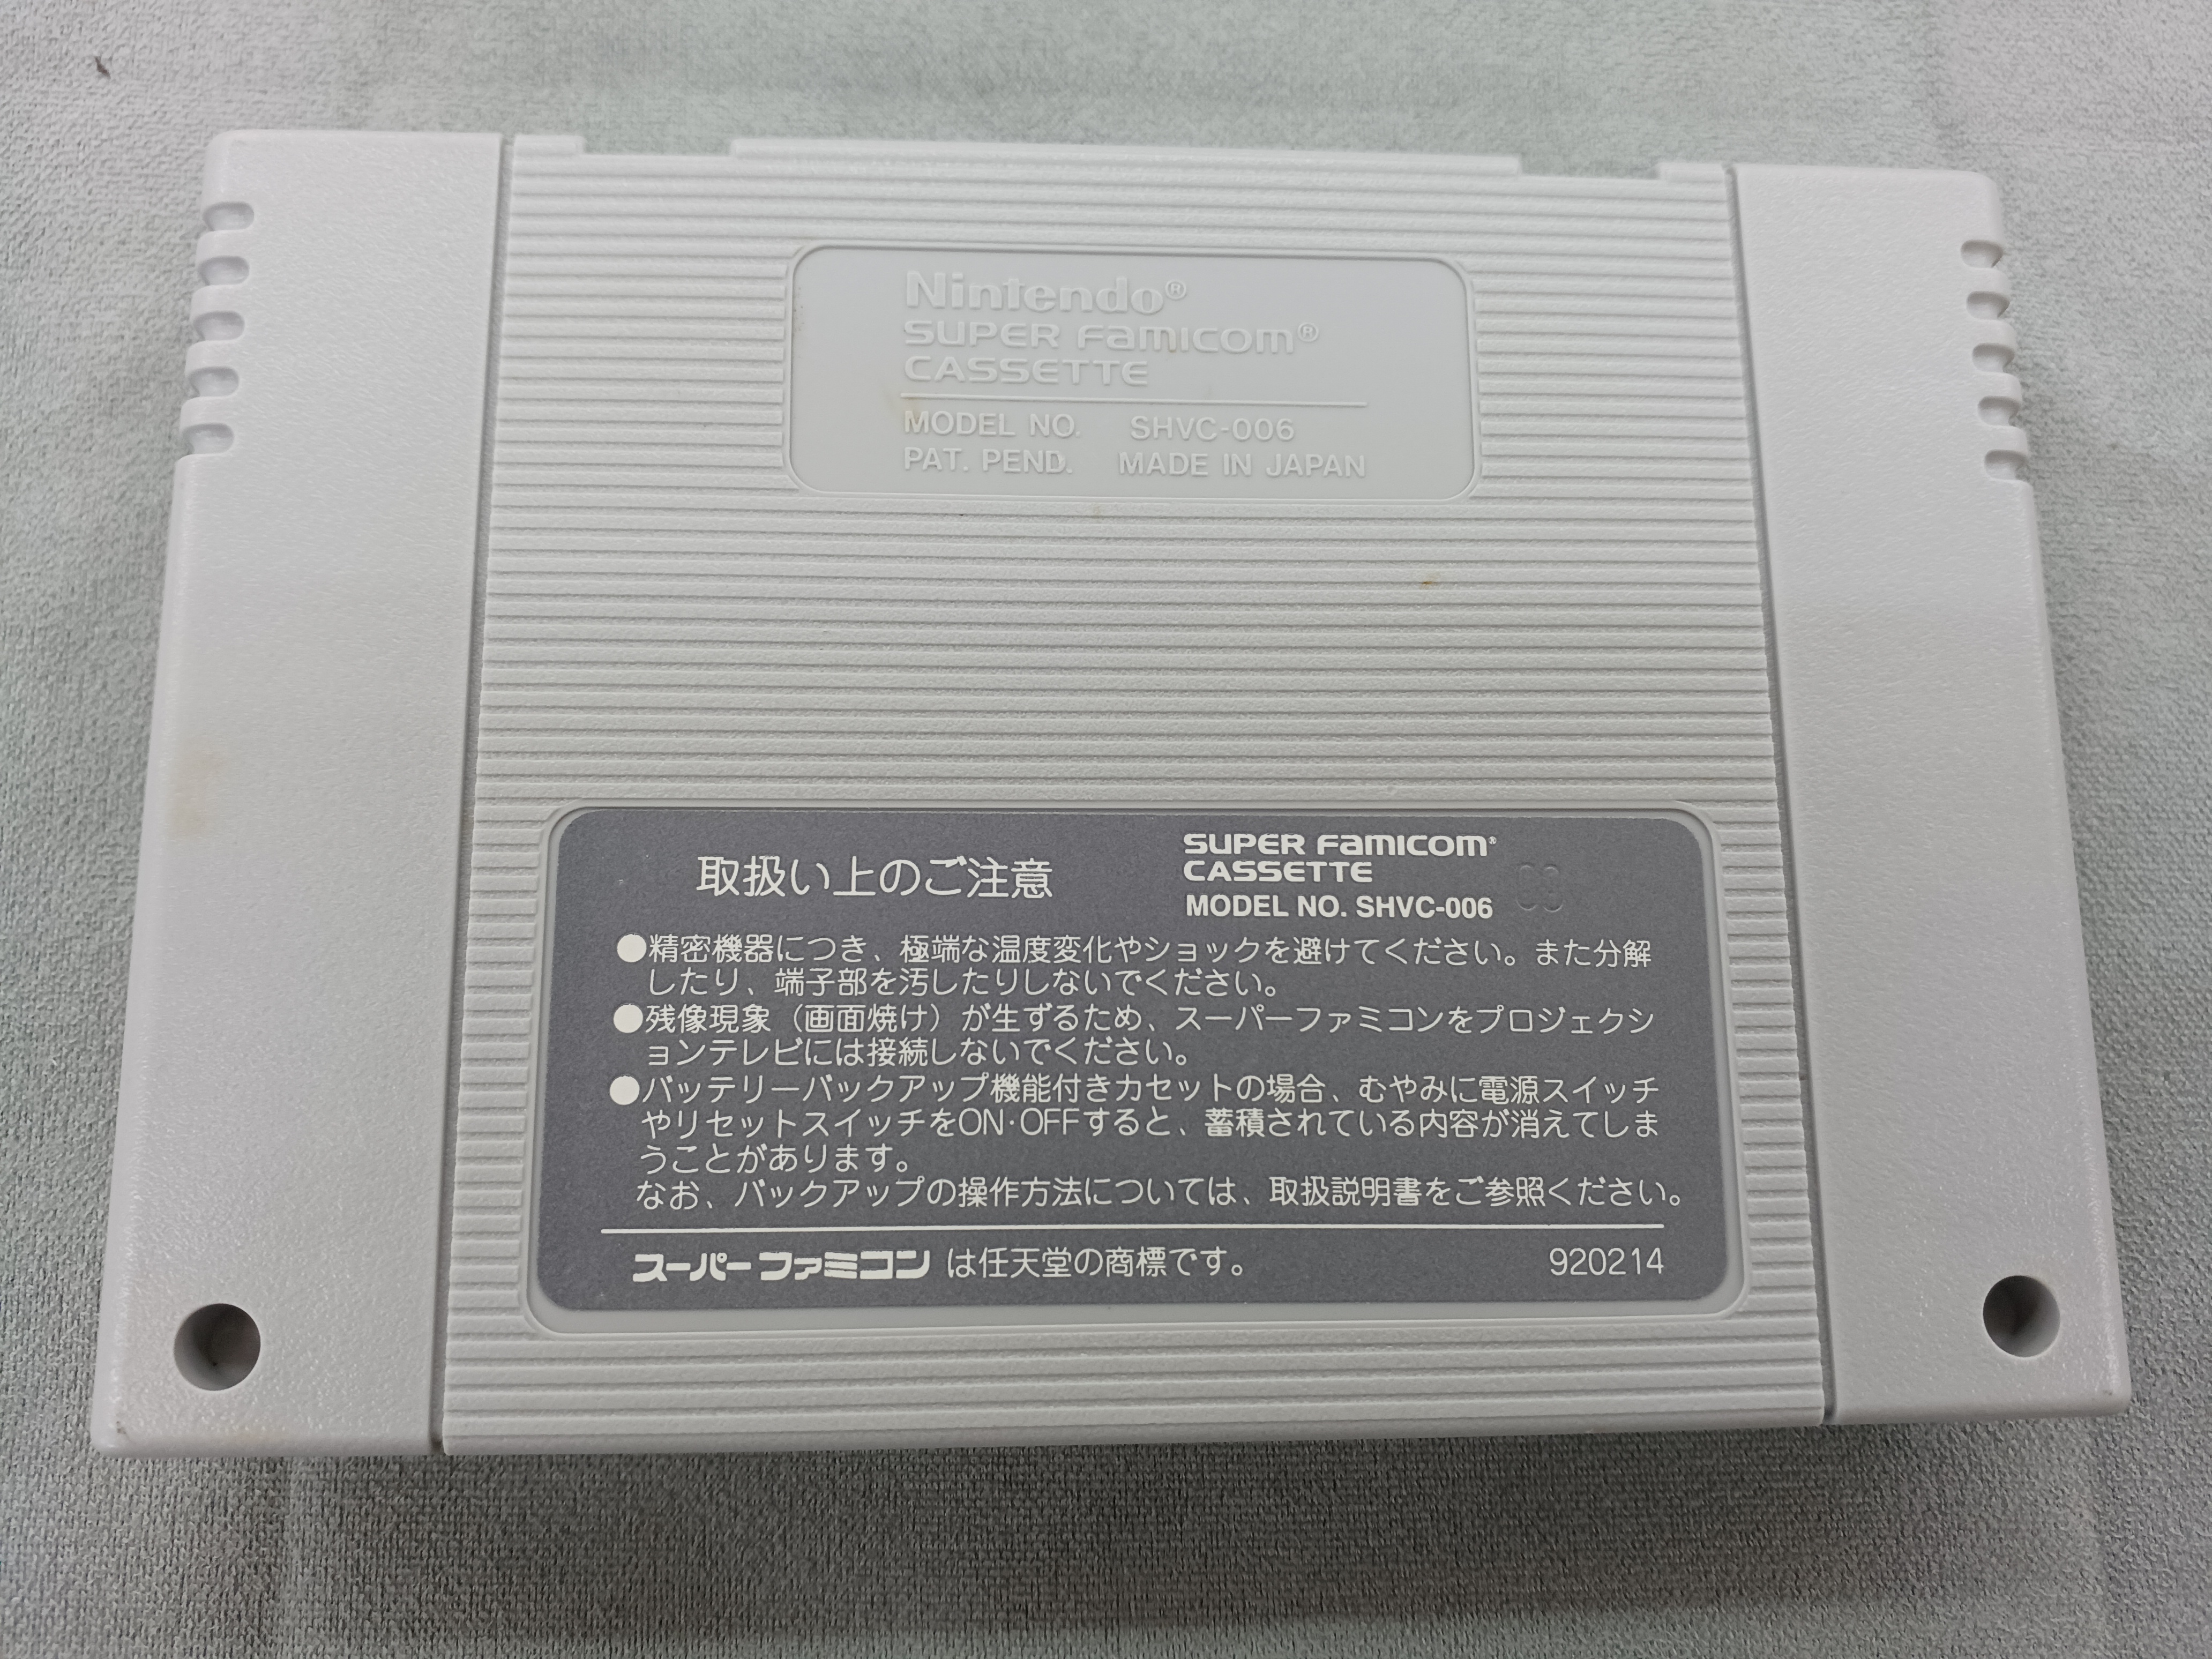 Nintendo®
SUPER FAMICOM®
CASSETTE
MODEL NO. SHVC-006
PAT. PEND. MADE IN JAPAN
取扱い上のご注意
SUPER FAMICOM®
CASSETTE
MODEL NO. SHVC-006
●精密機器につき、極端な温度変化やショックを避けてください。また分解
したり、端子部を汚したりしないでください。
●残像現象（画面焼け）が生ずるため、スーパーファミコンをプロジェクシ
ョンテレビには接続しないでください。
●バッテリーバックアップ機能付きカセットの場合、むやみに電源スイッチ
やリセットスイッチをON·OFFすると、蓄積されている内容が消えてしま
うことがあります。
なお、バックアップの操作方法については、取扱説明書をご参照ください。
スーパーファミコン は任天堂の商標です。 920214